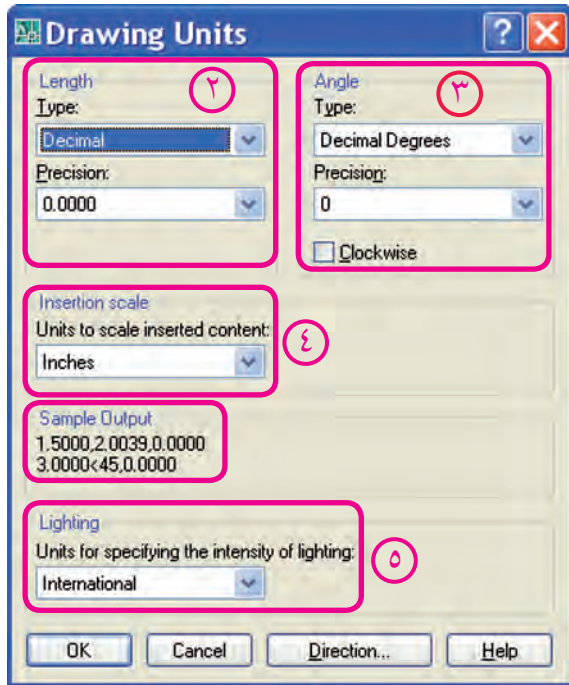 Drawing Units
Length
Type:
Decimal
Precision:
0.0000
٢
Angle
Type:
Decimal Degrees
Precision:
0
Clockwise
٣
Insertion scale
Units to scale inserted content:
Inches
٤
Sample Output
1.5000,2.0039,0.0000
3.0000<45,0.0000
Lighting
Units for specifying the intensity of lighting:
International
٥
OK Cancel Direction... Help